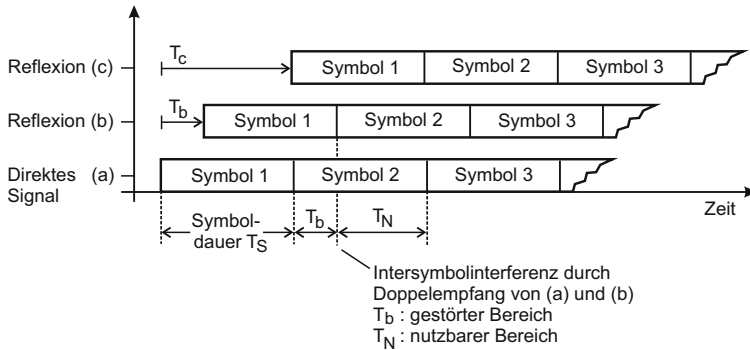 Reflexion (c)
T_c
Symbol 1 Symbol 2 Symbol 3
Reflexion (b)
T_b
Symbol 1 Symbol 2 Symbol 3
Direktes (a)
Signal
Symbol 1 Symbol 2 Symbol 3
Zeit
Symbol-
dauer T_S
T_b
T_N
Intersymbolinterferenz durch
Doppelempfang von (a) und (b)
T_b : gestörter Bereich
T_N : nutzbarer Bereich